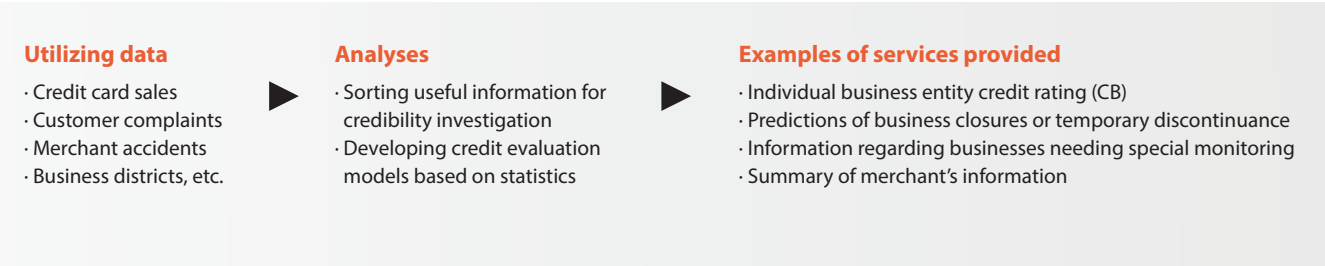 Utilizing data
· Credit card sales
· Customer complaints
· Merchant accidents
· Business districts, etc.
Analyses
· Sorting useful information for
credibility investigation
· Developing credit evaluation
models based on statistics
Examples of services provided
· Individual business entity credit rating (CB)
· Predictions of business closures or temporary discontinuance
· Information regarding businesses needing special monitoring
· Summary of merchant’s information